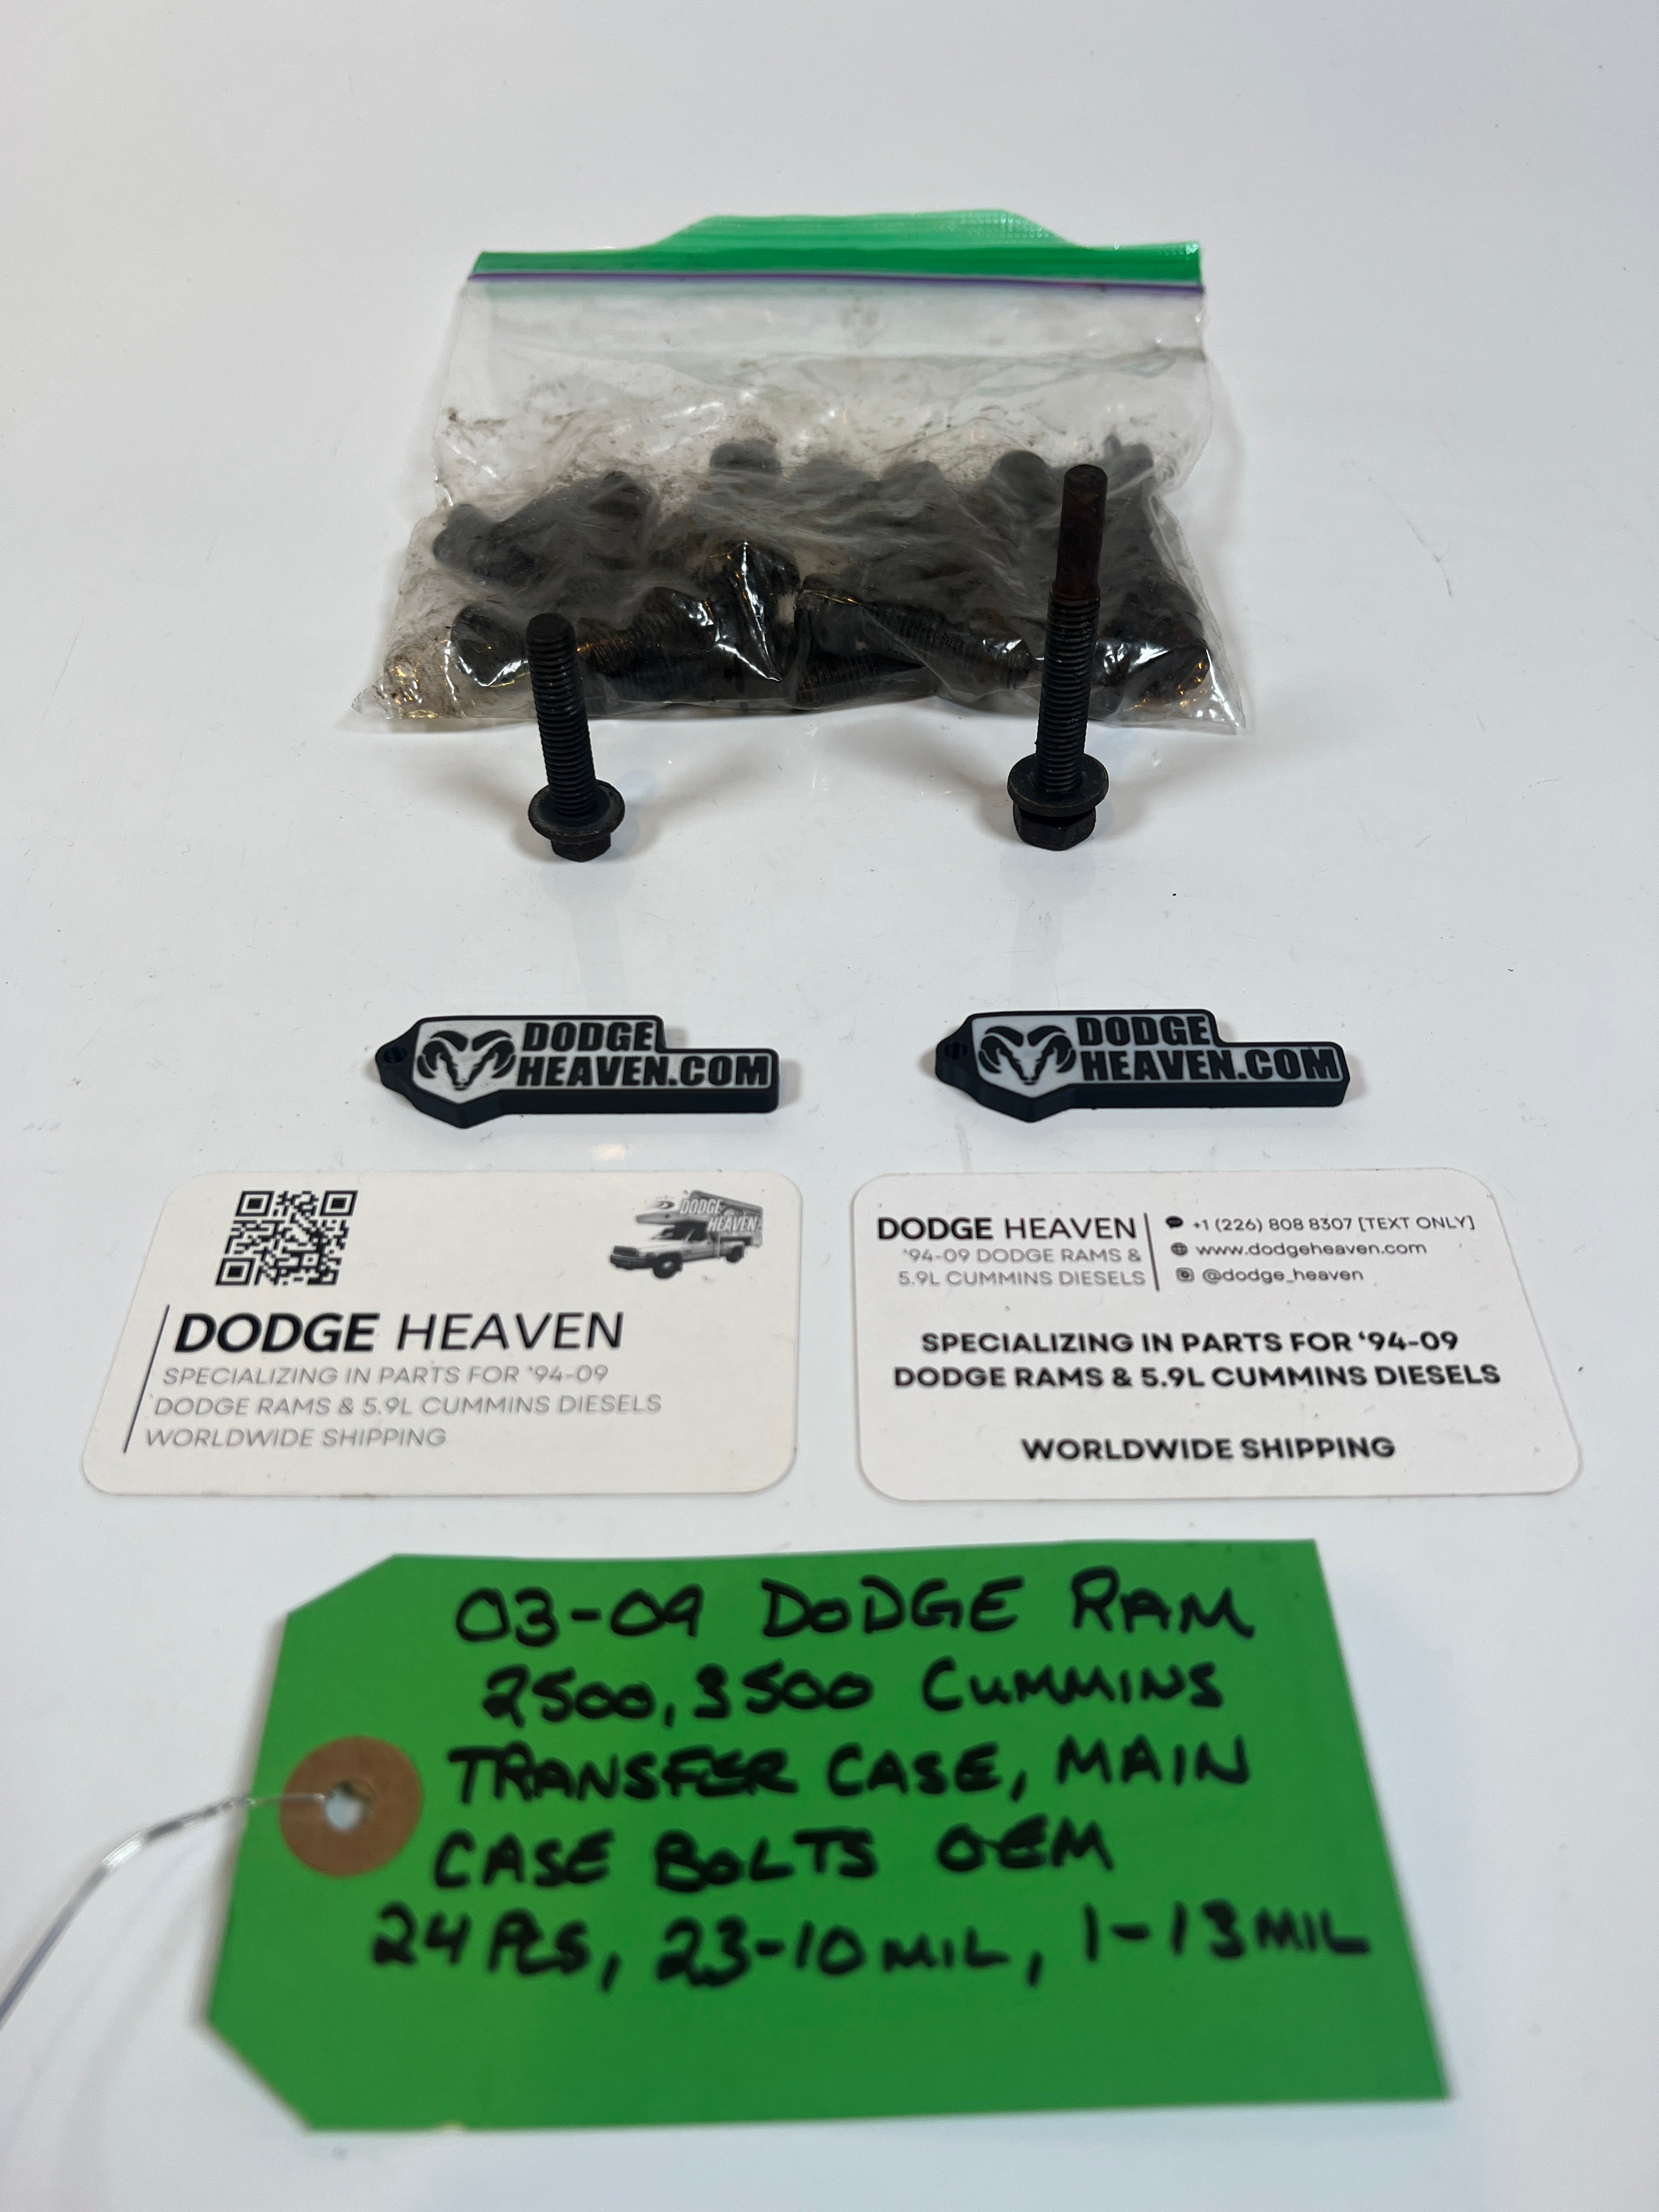 DODGE
HEAVEN.COM
DODGE
HEAVEN.COM
DODGE
HEAVEN
DODGE HEAVEN
SPECIALIZING IN PARTS FOR '94-09
DODGE RAMS & 5.9L CUMMINS DIESELS
WORLDWIDE SHIPPING
DODGE HEAVEN
'94-09 DODGE RAMS &
5.9L CUMMINS DIESELS
+1 (226) 808 8307 [TEXT ONLY]
www.dodgeheaven.com
@dodge_heaven
SPECIALIZING IN PARTS FOR '94-09
DODGE RAMS & 5.9L CUMMINS DIESELS
WORLDWIDE SHIPPING
03-09 DODGE RAM
2500, 3500 CUMMINS
TRANSFER CASE, MAIN
CASE BOLTS OEM
24 PCS, 23-10 MIL, 1-13 MIL